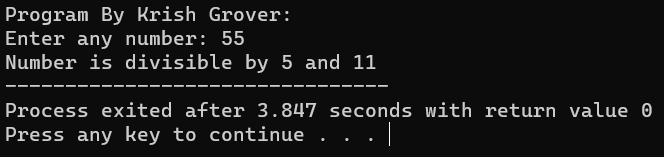 Program By Krish Grover:
Enter any number: 55
Number is divisible by 5 and 11
--------------------------------
Process exited after 3.847 seconds with return value 0
Press any key to continue . . .